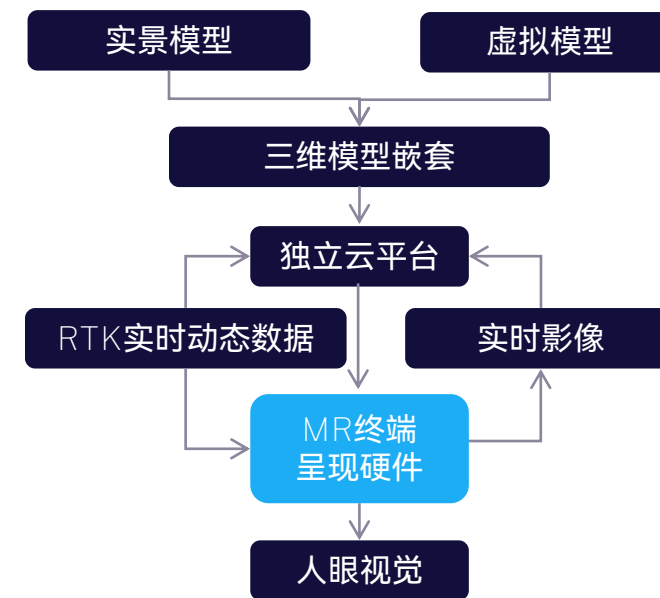 实景模型
虚拟模型
三维模型嵌套
独立云平台
RTK实时动态数据
实时影像
MR终端
呈现硬件
人眼视觉